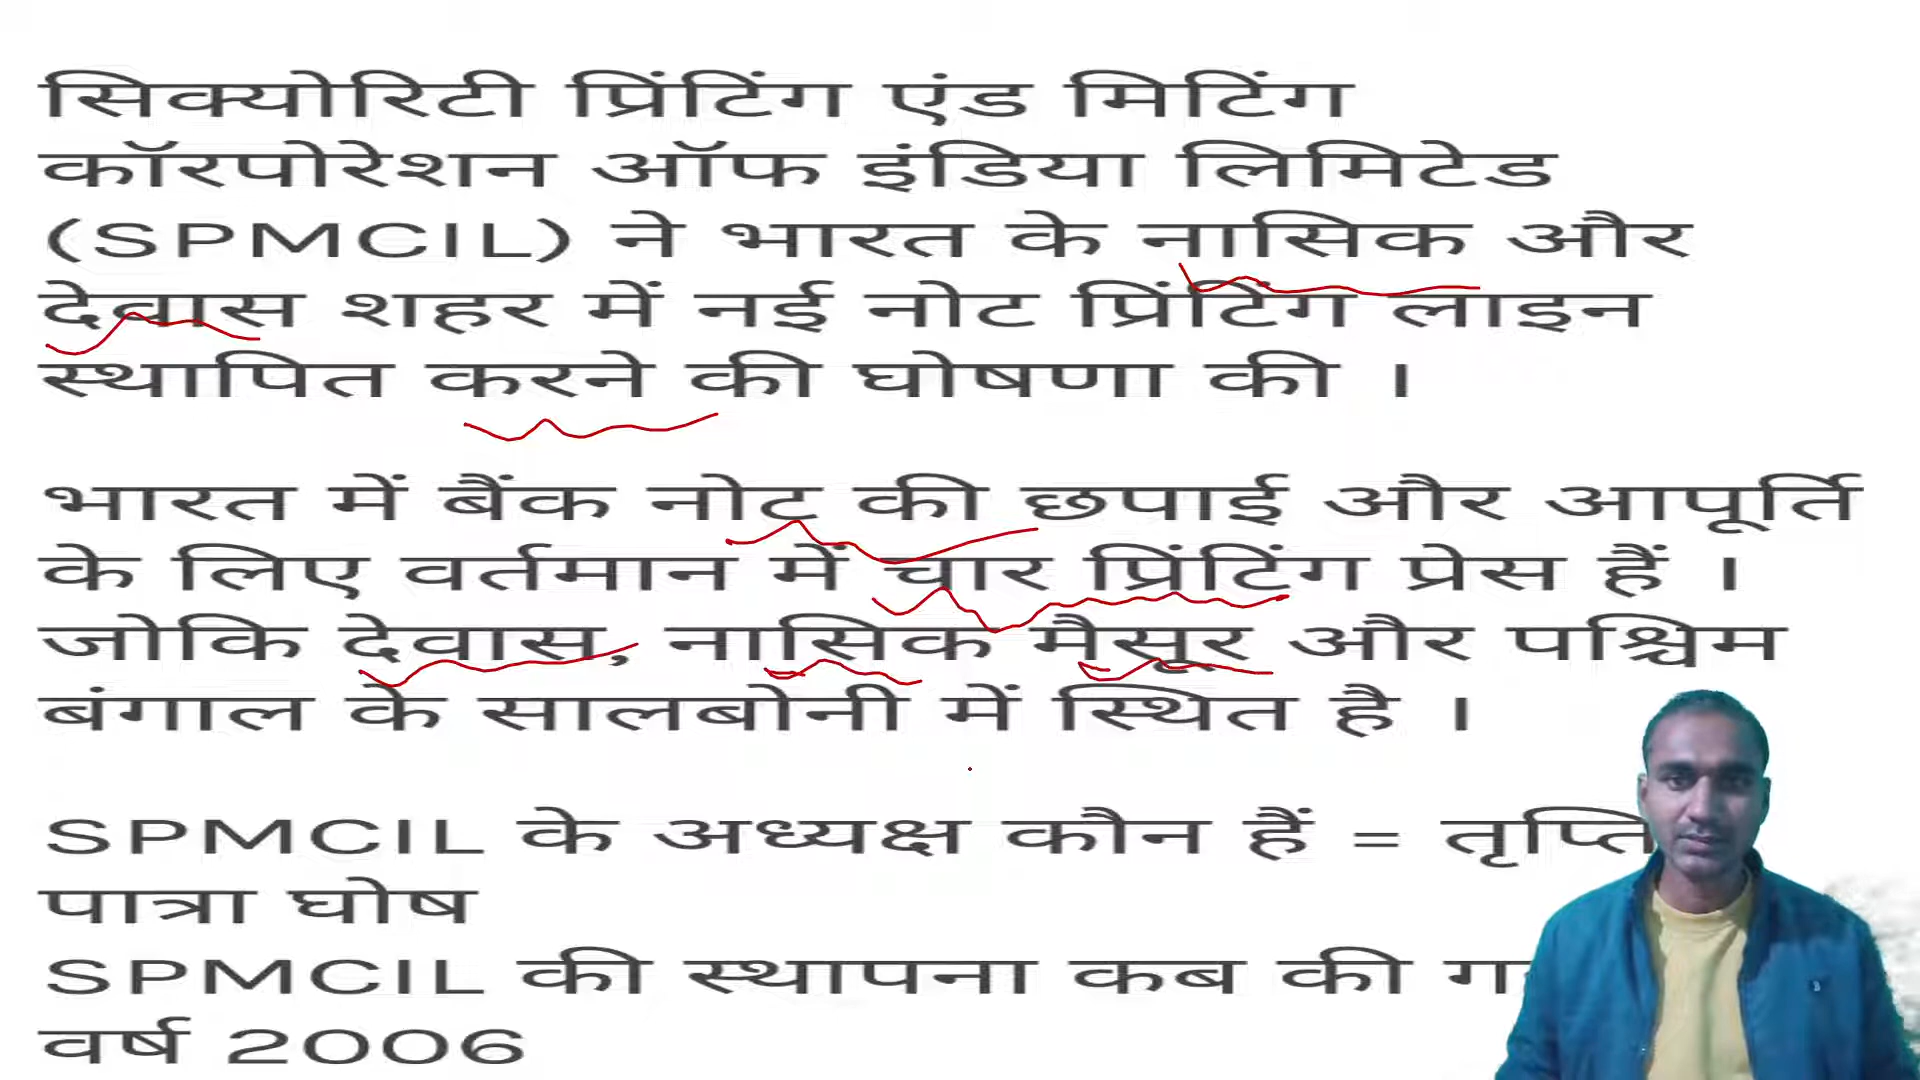 सिक्योरिटी प्रिंटिंग एंड मिटिंग
कॉरपोरेशन ऑफ इंडिया लिमिटेड
(SPMCIL) ने भारत के नासिक और
देवास शहर में नई नोट प्रिंटिंग लाइन
स्थापित करने की घोषणा की ।
भारत में बैंक नोट की छपाई और आपूर्ति
के लिए वर्तमान में चार प्रिंटिंग प्रेस हैं ।
जोकि देवास, नासिक मैसूर और पश्चिम
बंगाल के सालबोनी में स्थित है ।
SPMCIL के अध्यक्ष कौन हैं = तृप्ति
पात्रा घोष
SPMCIL की स्थापना कब की
वर्ष 2006